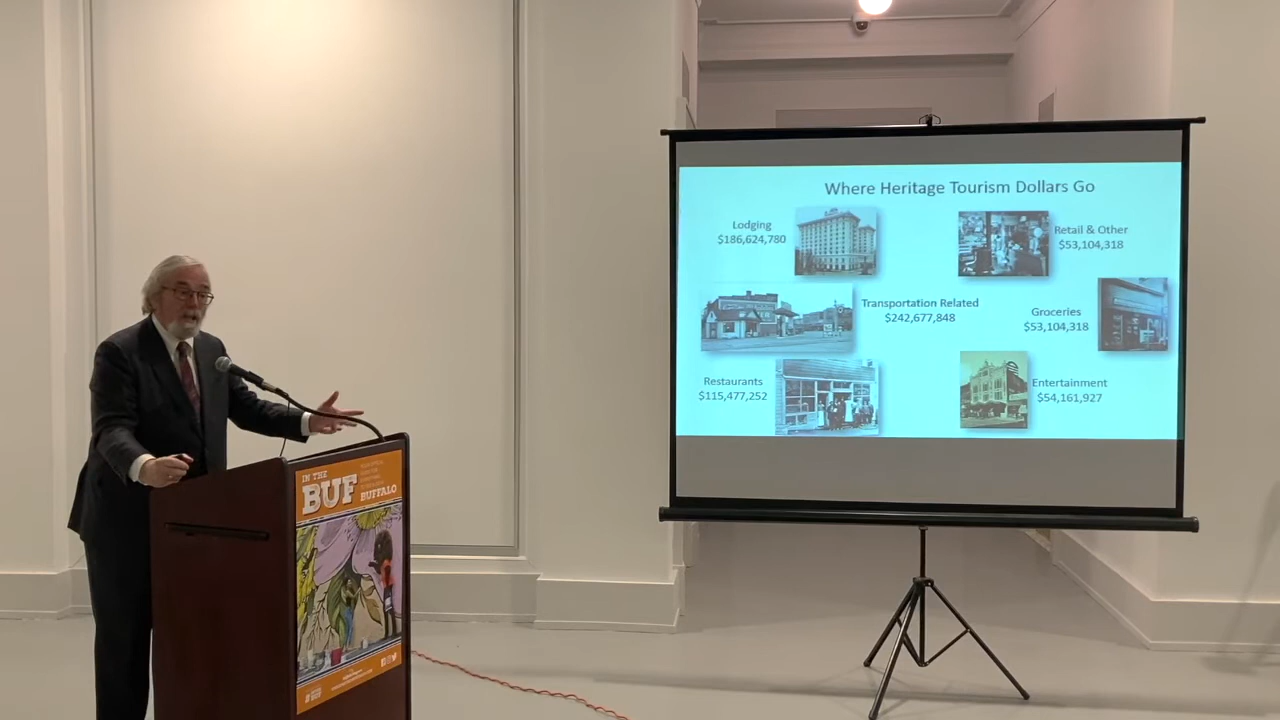 Where Heritage Tourism Dollars Go
Lodging
$186,624,780
Retail & Other
$53,104,318
Transportation Related
$242,677,848
Groceries
$53,104,318
Restaurants
$115,477,252
Entertainment
$54,161,927
IN THE
BUF
BUFFALO